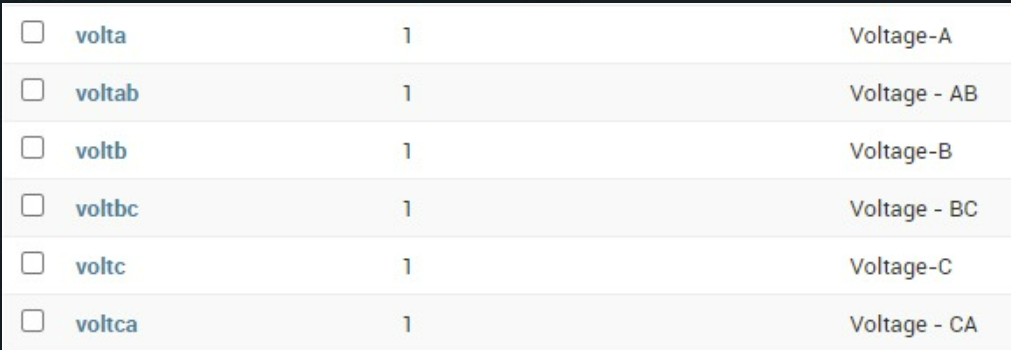 volta 1 Voltage-A
voltab 1 Voltage - AB
voltb 1 Voltage-B
voltbc 1 Voltage - BC
voltc 1 Voltage-C
voltca 1 Voltage - CA